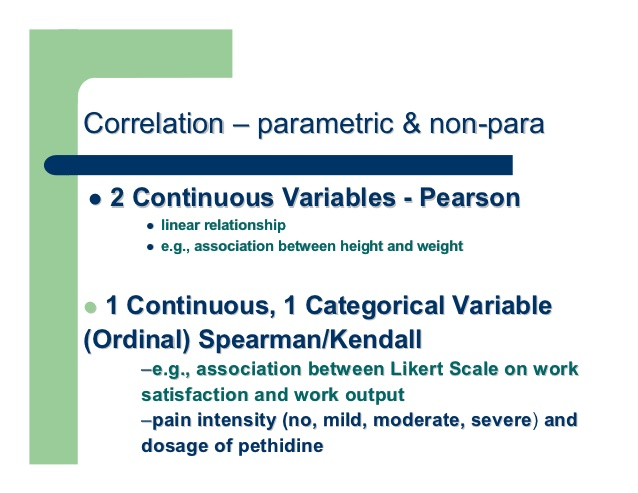 Correlation – parametric & non-para
● 2 Continuous Variables - Pearson
● linear relationship
● e.g., association between height and weight
● 1 Continuous, 1 Categorical Variable
(Ordinal) Spearman/Kendall
–e.g., association between Likert Scale on work
satisfaction and work output
–pain intensity (no, mild, moderate, severe) and
dosage of pethidine